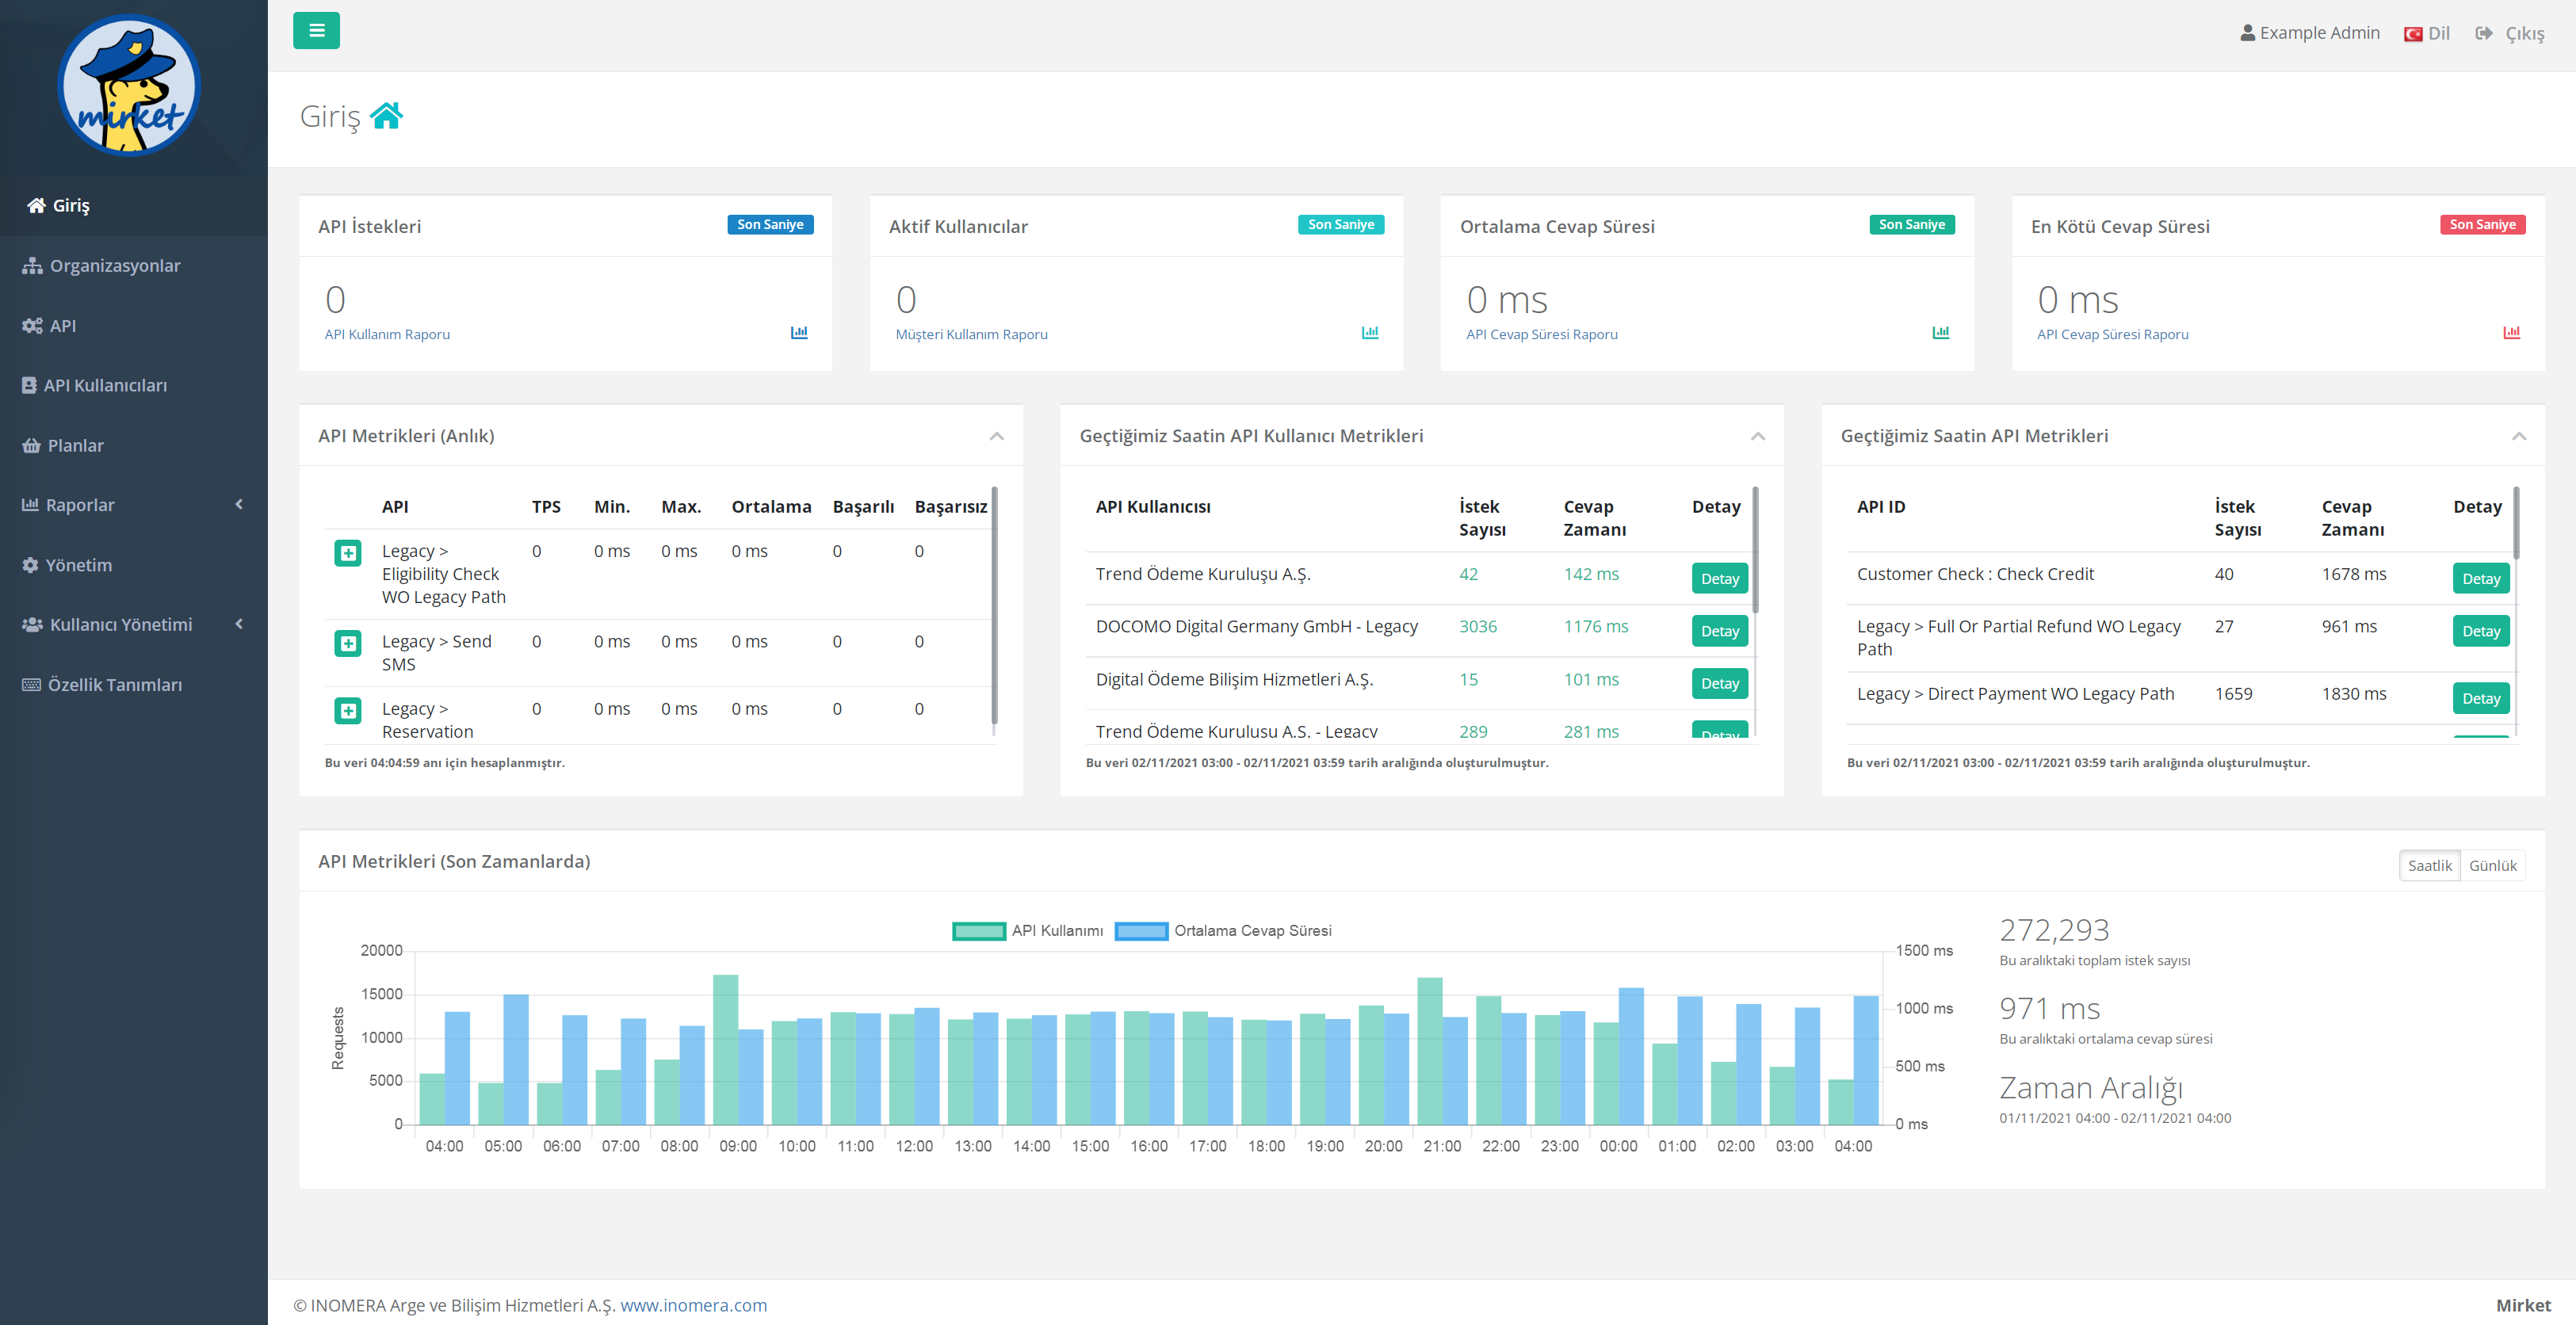 mirket
Example Admin
Dil
Çıkış
Giriş
Giriş
Organizasyonlar
API
API Kullanıcıları
Planlar
Raporlar
Yönetim
Kullanıcı Yönetimi
Özellik Tanımları
API İstekleri
Son Saniye
0
API Kullanım Raporu
Aktif Kullanıcılar
Son Saniye
0
Müşteri Kullanım Raporu
Ortalama Cevap Süresi
Son Saniye
0 ms
API Cevap Süresi Raporu
En Kötü Cevap Süresi
Son Saniye
0 ms
API Cevap Süresi Raporu
API Metrikleri (Anlık)
API TPS Min. Max. Ortalama Başarılı Başarısız
Legacy > 0 0 ms 0 ms 0 ms 0 0
Eligibility Check
WO Legacy Path
Legacy > Send 0 0 ms 0 ms 0 ms 0 0
SMS
Legacy > 0 0 ms 0 ms 0 ms 0 0
Reservation
Bu veri 04:04:59 anı için hesaplanmıştır.
Geçtiğimiz Saatin API Kullanıcı Metrikleri
API Kullanıcısı İstek Cevap Detay
Sayısı Zamanı
Trend Ödeme Kuruluşu A.Ş. 42 142 ms Detay
DOCOMO Digital Germany GmbH - Legacy 3036 1176 ms Detay
Digital Ödeme Bilişim Hizmetleri A.Ş. 15 101 ms Detay
Trend Ödeme Kuruluşu A.Ş. - Legacy 289 281 ms Detay
Bu veri 02/11/2021 03:00 - 02/11/2021 03:59 tarih aralığında oluşturulmuştur.
Geçtiğimiz Saatin API Metrikleri
API ID İstek Cevap Detay
Sayısı Zamanı
Customer Check : Check Credit 40 1678 ms Detay
Legacy > Full Or Partial Refund WO Legacy 27 961 ms Detay
Path
Legacy > Direct Payment WO Legacy Path 1659 1830 ms Detay
Bu veri 02/11/2021 03:00 - 02/11/2021 03:59 tarih aralığında oluşturulmuştur.
API Metrikleri (Son Zamanlarda)
Saatlik Günlük
API Kullanımı Ortalama Cevap Süresi
Requests
20000
15000
10000
5000
0
1500 ms
1000 ms
500 ms
0 ms
04:00 05:00 06:00 07:00 08:00 09:00 10:00 11:00 12:00 13:00 14:00 15:00 16:00 17:00 18:00 19:00 20:00 21:00 22:00 23:00 00:00 01:00 02:00 03:00 04:00
272,293
Bu aralıktaki toplam istek sayısı
971 ms
Bu aralıktaki ortalama cevap süresi
Zaman Aralığı
01/11/2021 04:00 - 02/11/2021 04:00
© INOMERA Arge ve Bilişim Hizmetleri A.Ş. www.inomera.com
Mirket